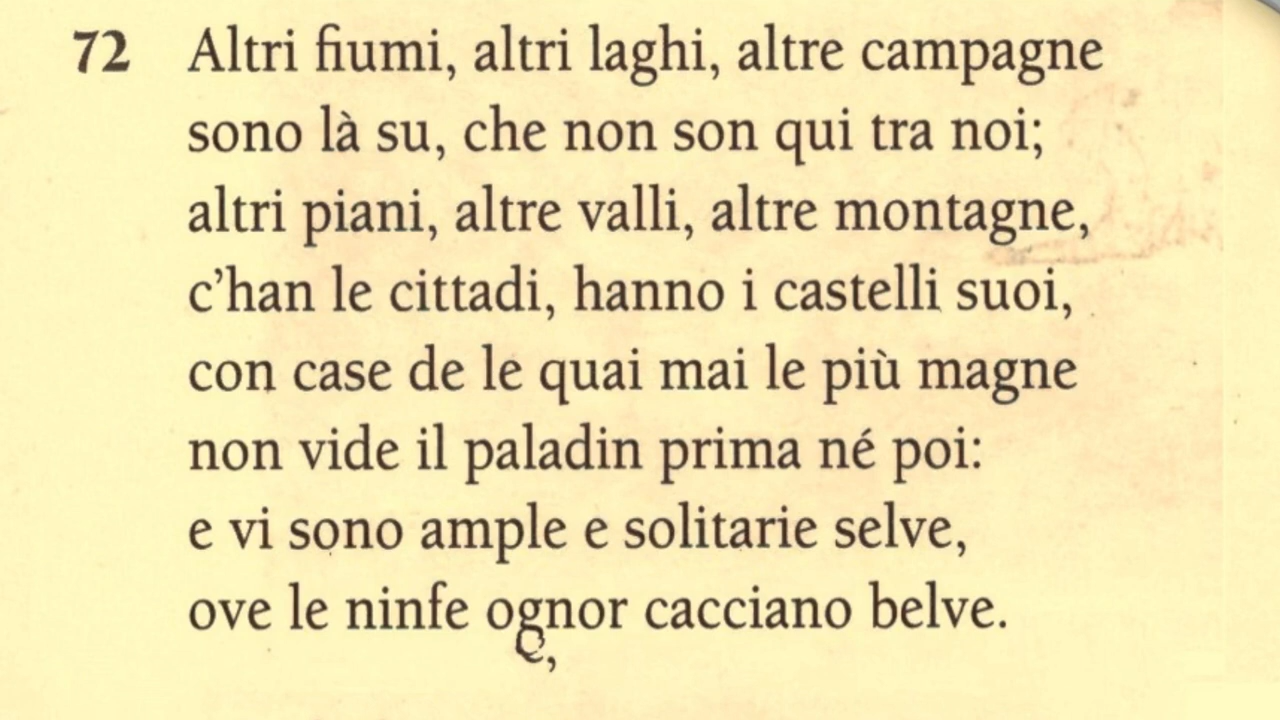 72 Altri fiumi, altri laghi, altre campagne
sono là su, che non son qui tra noi;
altri piani, altre valli, altre montagne,
c'han le cittadi, hanno i castelli suoi,
con case de le quai mai le più magne
non vide il paladin prima né poi:
e vi sono ample e solitarie selve,
ove le ninfe ognor cacciano belve.